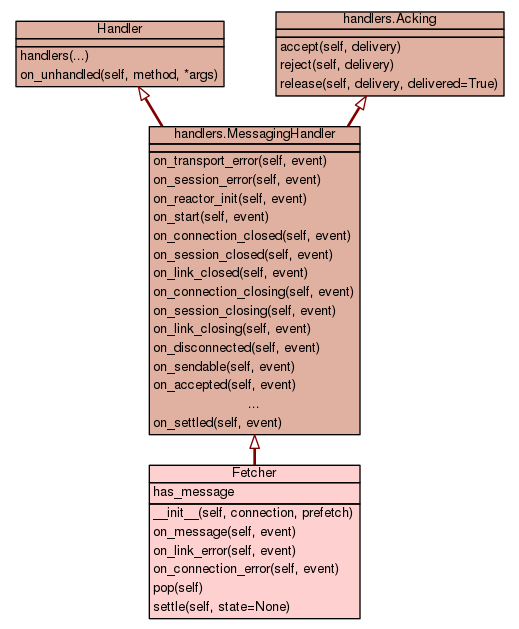 Handler
handlers(...)
on_unhandled(self, method, *args)
handlers.Acking
accept(self, delivery)
reject(self, delivery)
release(self, delivery, delivered=True)
handlers.MessagingHandler
on_transport_error(self, event)
on_session_error(self, event)
on_reactor_init(self, event)
on_start(self, event)
on_connection_closed(self, event)
on_session_closed(self, event)
on_link_closed(self, event)
on_connection_closing(self, event)
on_session_closing(self, event)
on_link_closing(self, event)
on_disconnected(self, event)
on_sendable(self, event)
on_accepted(self, event)
...
on_settled(self, event)
Fetcher
has_message
__init__(self, connection, prefetch)
on_message(self, event)
on_link_error(self, event)
on_connection_error(self, event)
pop(self)
settle(self, state=None)